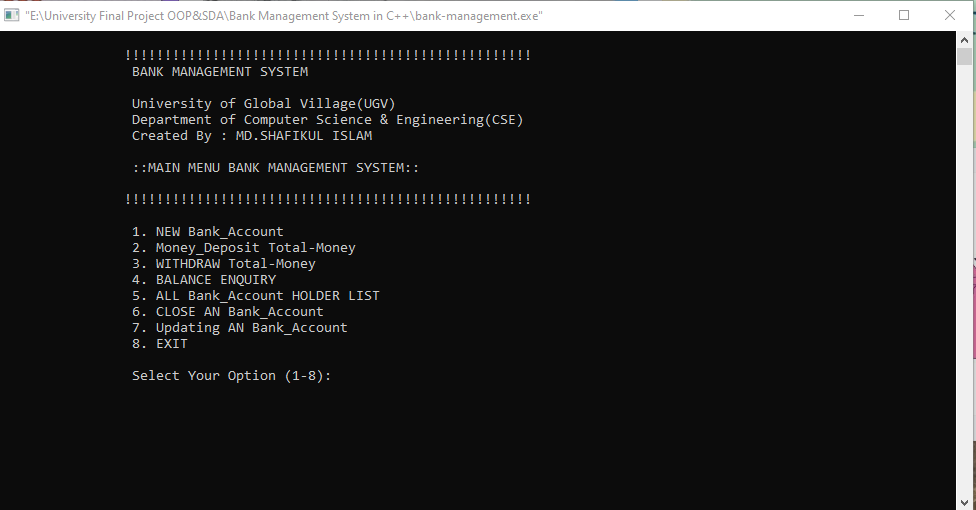 "E:\University Final Project OOP&SDA\Bank Management System in C++\bank-management.exe"
!!!!!!!!!!!!!!!!!!!!!!!!!!!!!!!!!!!!!!!!!!!!!!!!!!!
BANK MANAGEMENT SYSTEM
University of Global Village(UGV)
Department of Computer Science & Engineering(CSE)
Created By : MD.SHAFIKUL ISLAM
::MAIN MENU BANK MANAGEMENT SYSTEM::
!!!!!!!!!!!!!!!!!!!!!!!!!!!!!!!!!!!!!!!!!!!!!!!!!!!
1. NEW Bank_Account
2. Money_Deposit Total-Money
3. WITHDRAW Total-Money
4. BALANCE ENQUIRY
5. ALL Bank_Account HOLDER LIST
6. CLOSE AN Bank_Account
7. Updating AN Bank_Account
8. EXIT
Select Your Option (1-8):